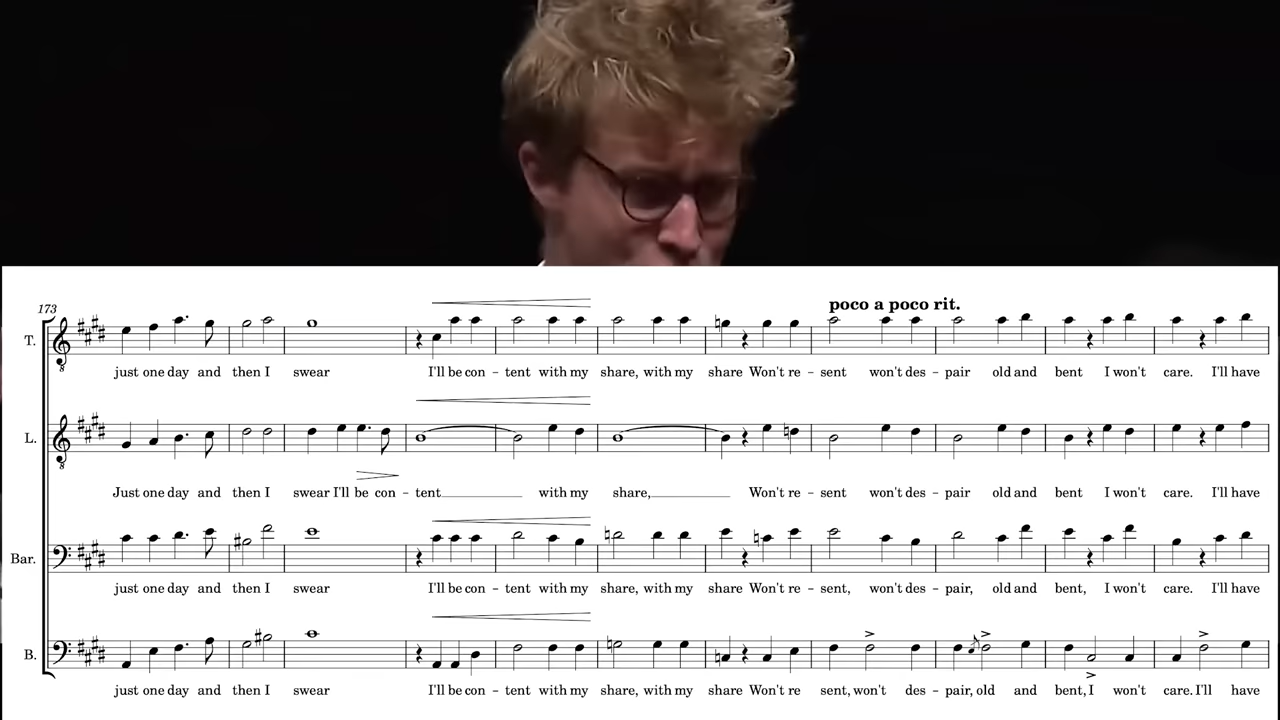 173
poco a poco rit.
T.
just one day and then I swear I'll be con – tent with my share, with my share Won't re – sent won't des – pair old and bent I won't care. I'll have
L.
Just one day and then I swear I'll be con – tent with my share, Won't re – sent won't des – pair old and bent I won't care. I'll have
Bar.
just one day and then I swear I'll be con – tent with my share, with my share Won't re – sent, won't des – pair, old and bent, I won't care. I'll have
B.
just one day and then I swear I'll be con – tent with my share, with my share Won't re sent, won't des – pair, old and bent, I won't care. I'll have